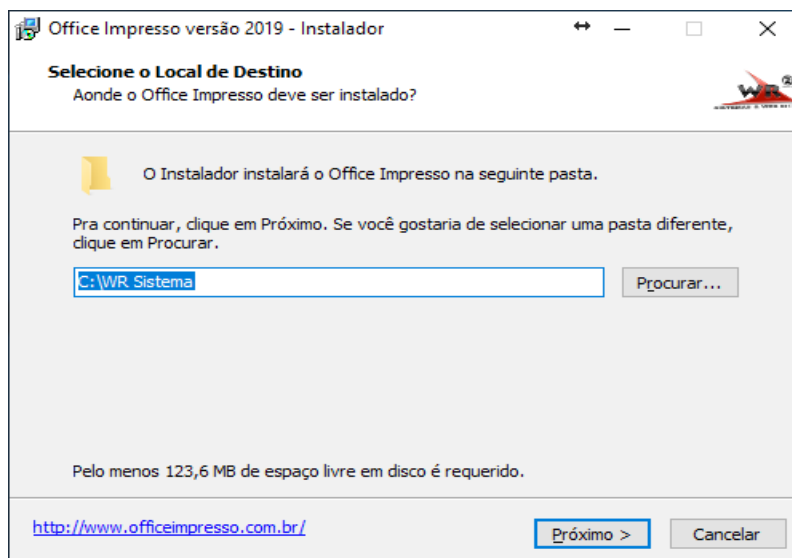 Office Impresso versão 2019 - Instalador
Selecione o Local de Destino
Aonde o Office Impresso deve ser instalado?
WR
O Instalador instalará o Office Impresso na seguinte pasta.
Pra continuar, clique em Próximo. Se você gostaria de selecionar uma pasta diferente,
clique em Procurar.
C:\WR Sistema
Procurar...
Pelo menos 123,6 MB de espaço livre em disco é requerido.
http://www.officeimpresso.com.br/
Próximo >
Cancelar